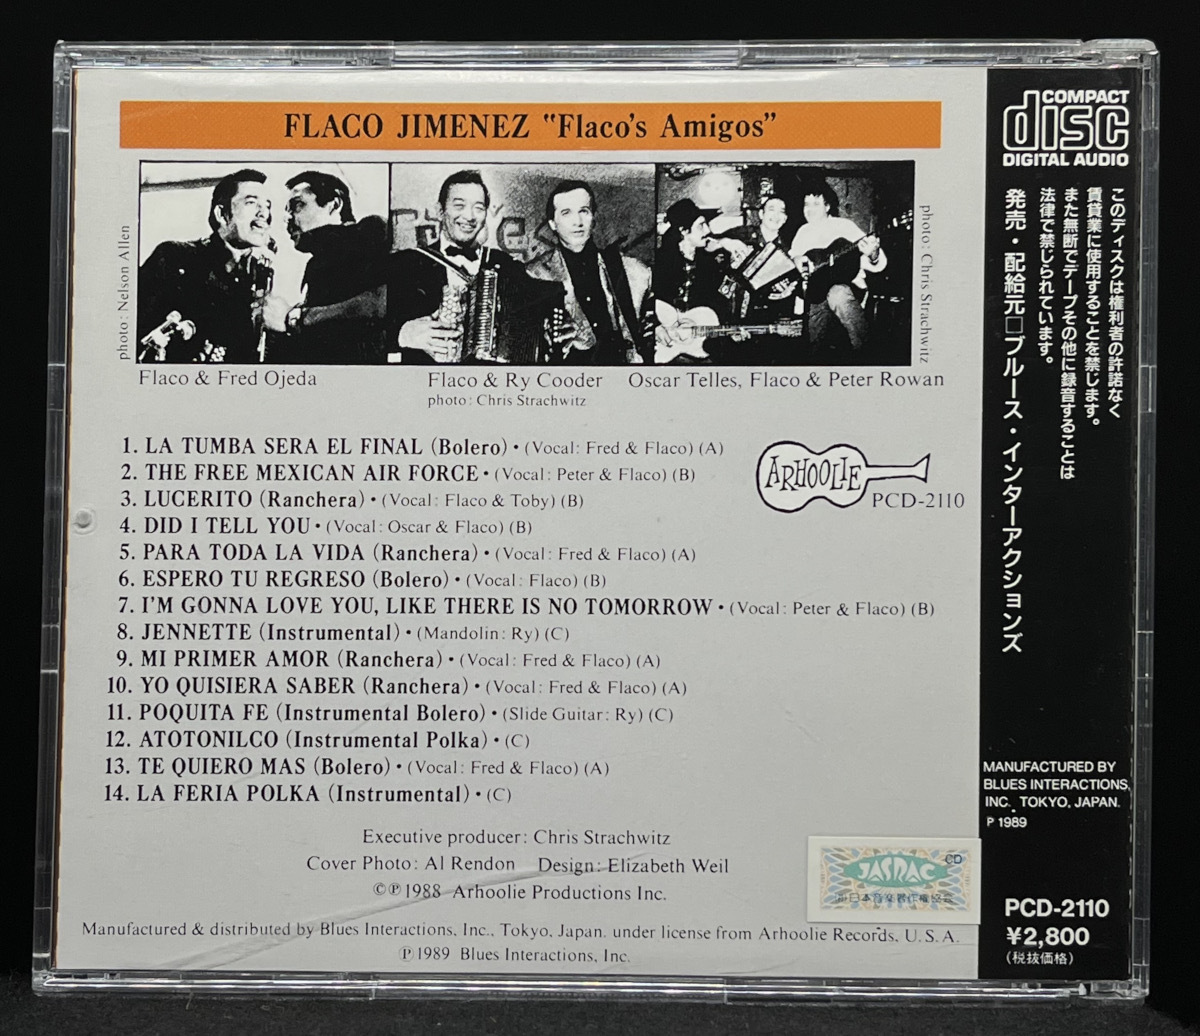 FLACO JIMENEZ "Flaco's Amigos"
photo: Nelson Allen
photo: Chris Strachwitz
Flaco & Fred Ojeda
Flaco & Ry Cooder
photo: Chris Strachwitz
Oscar Telles, Flaco & Peter Rowan
1. LA TUMBA SERA EL FINAL (Bolero)・(Vocal: Fred & Flaco) (A)
2. THE FREE MEXICAN AIR FORCE・(Vocal: Peter & Flaco) (B)
3. LUCERITO (Ranchera)・(Vocal: Flaco & Toby) (B)
4. DID I TELL YOU・(Vocal: Oscar & Flaco) (B)
5. PARA TODA LA VIDA (Ranchera)・(Vocal: Fred & Flaco) (A)
6. ESPERO TU REGRESO (Bolero)・(Vocal: Flaco) (B)
7. I'M GONNA LOVE YOU, LIKE THERE IS NO TOMORROW・(Vocal: Peter & Flaco) (B)
8. JENNETTE (Instrumental)・(Mandolin: Ry) (C)
9. MI PRIMER AMOR (Ranchera)・(Vocal: Fred & Flaco) (A)
10. YO QUISIERA SABER (Ranchera)・(Vocal: Fred & Flaco) (A)
11. POQUITA FE (Instrumental Bolero)・(Slide Guitar: Ry) (C)
12. ATOTONILCO (Instrumental Polka)・(C)
13. TE QUIERO MAS (Bolero)・(Vocal: Fred & Flaco) (A)
14. LA FERIA POLKA (Instrumental)・(C)
ARHOOLIE
PCD-2110
Executive producer: Chris Strachwitz
Cover Photo: Al Rendon Design: Elizabeth Weil
©℗1988 Arhoolie Productions Inc.
Manufactured & distributed by Blues Interactions, Inc., Tokyo, Japan. under license from Arhoolie Records, U.S.A.
℗1989 Blues Interactions, Inc.
COMPACT
disc
DIGITAL AUDIO
このディスクは権利者の許諾なく
賃貸業に使用することを禁じます。
また無断でテープその他に録音することは
法律で禁じられています。
発売・配給元□ブルース・インターアクションズ
MANUFACTURED BY
BLUES INTERACTIONS,
INC. TOKYO, JAPAN.
P 1989
CD
JASRAC
日本音楽著作権協会
PCD-2110
¥2,800
(税抜価格)